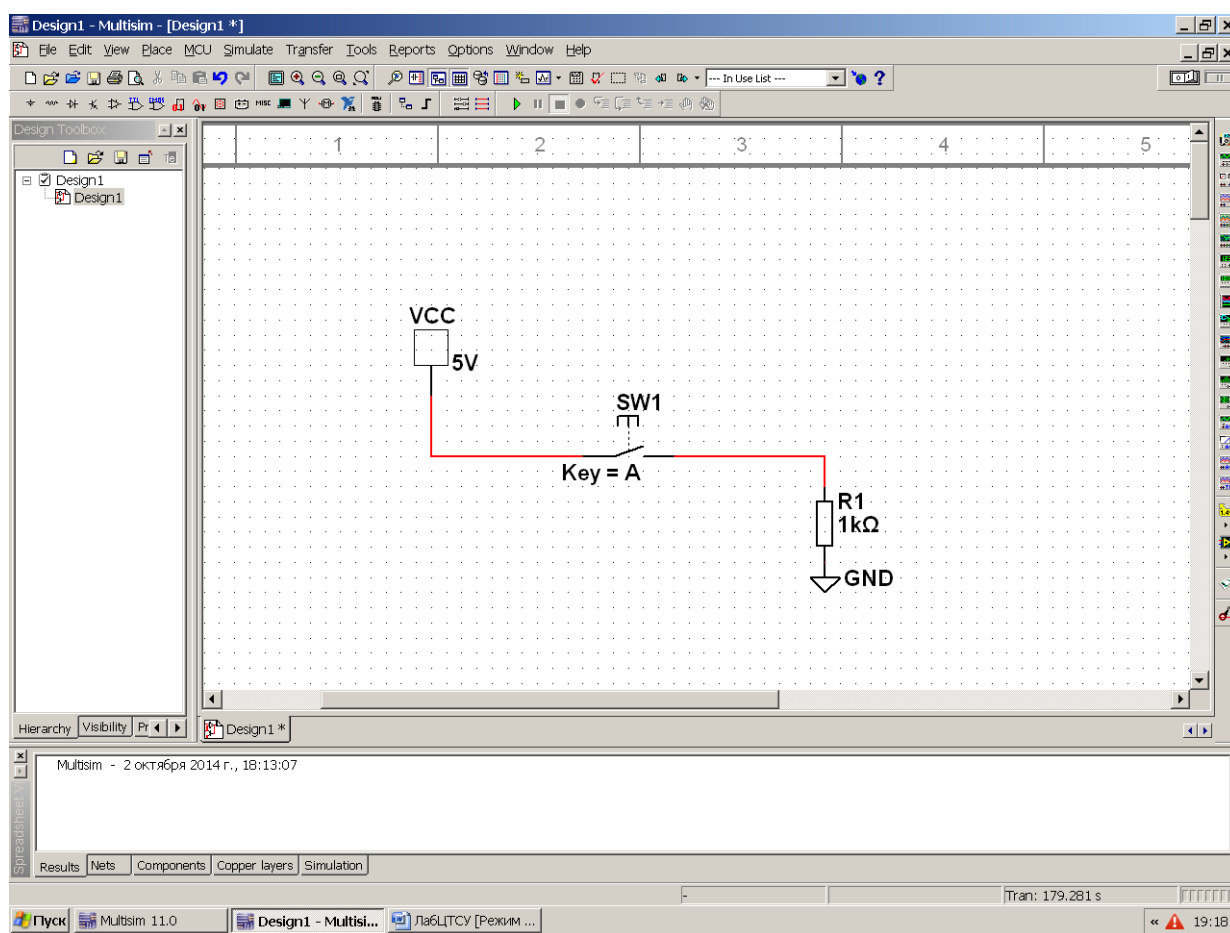 Design1 - Multisim - [Design1 *]
File Edit View Place MCU Simulate Transfer Tools Reports Options Window Help
--- In Use List ---
MISC
Design Toolbox
Design1
Design1
1 2 3 4 5
VCC
5V
SW1
Key = A
R1
1kΩ
GND
Hierarchy Visibility Pr
Design1 *
Multisim - 2 октября 2014 г., 18:13:07
Spreadsheet V
Results Nets Components Copper layers Simulation
- Tran: 179.281 s
Пуск Multisim 11.0 Design1 - Multisi... ЛабЦТСУ [Режим ... « 19:18